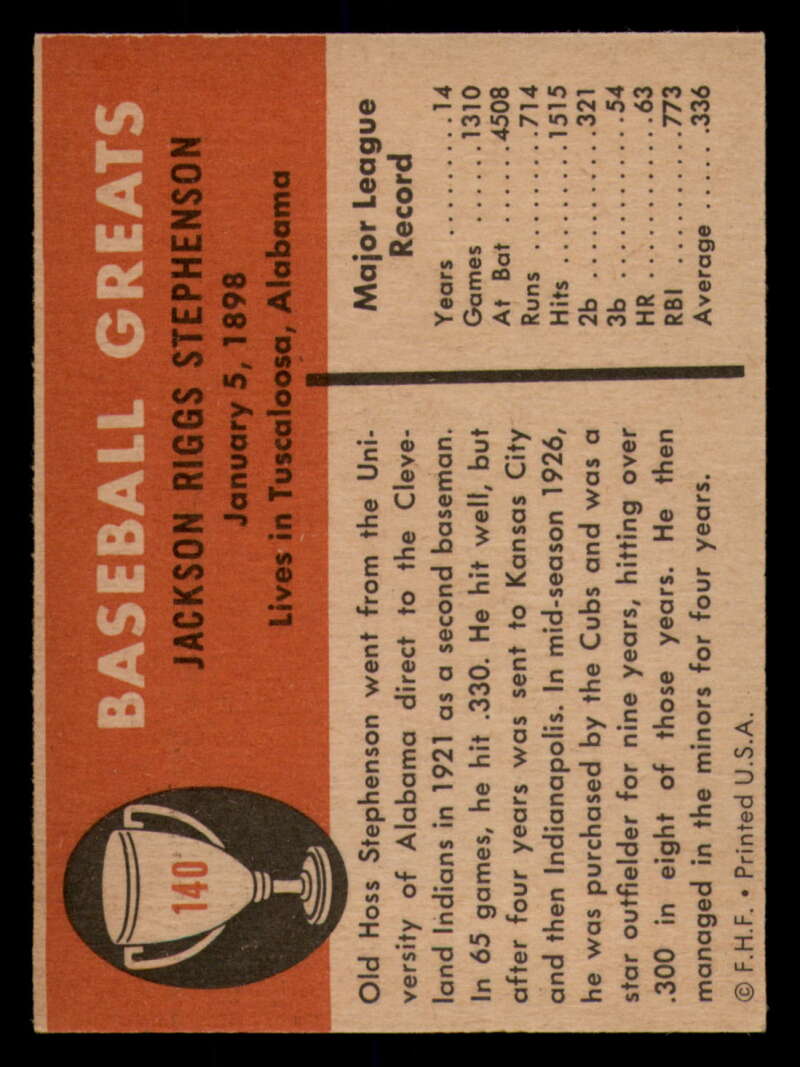 BASEBALL GREATS
JACKSON RIGGS STEPHENSON
January 5, 1898
Lives in Tuscaloosa, Alabama
140
Old Hoss Stephenson went from the Uni-
versity of Alabama direct to the Cleve-
land Indians in 1921 as a second baseman.
In 65 games, he hit .330. He hit well, but
after four years was sent to Kansas City
and then Indianapolis. In mid-season 1926,
he was purchased by the Cubs and was a
star outfielder for nine years, hitting over
.300 in eight of those years. He then
managed in the minors for four years.
© F.H.F. • Printed U.S.A.
Major League
Record
Years .........14
Games .......1310
At Bat .......4508
Runs .........714
Hits .........1515
2b ..........321
3b ..........54
HR ..........63
RBI .........773
Average ......336